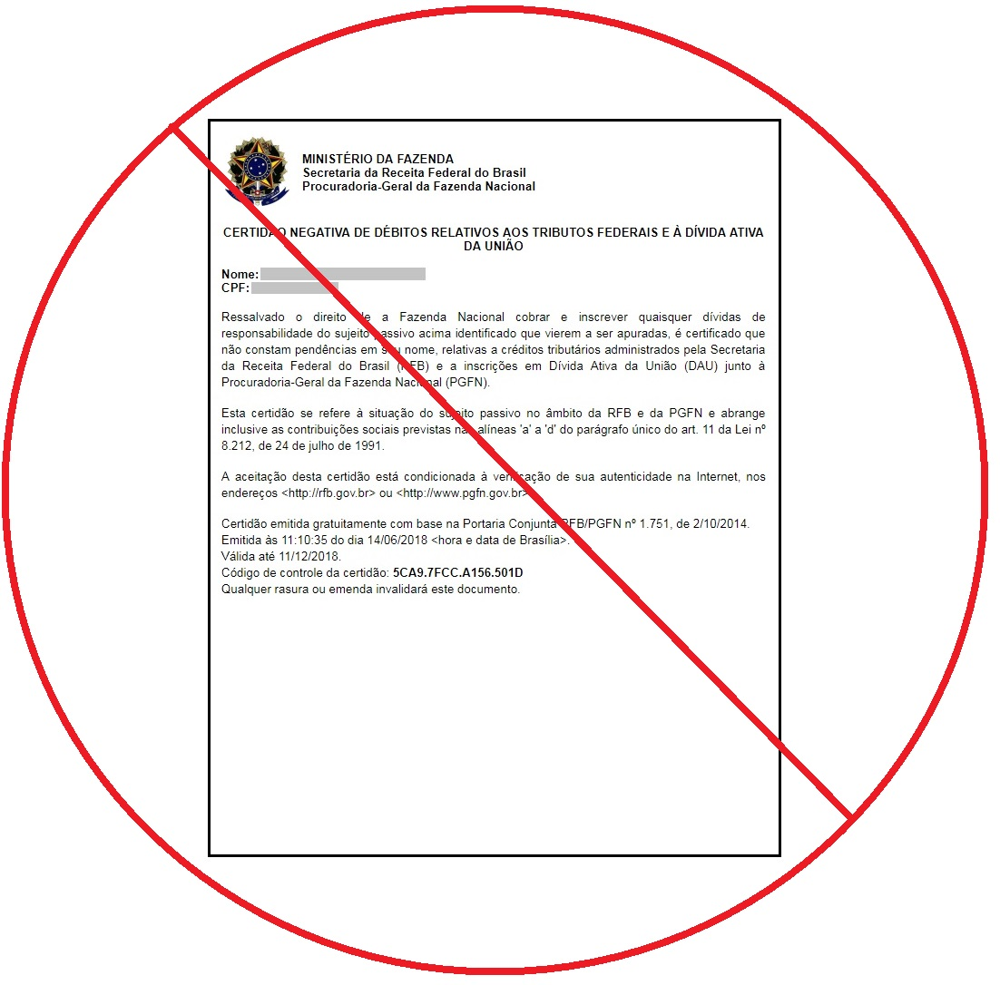 MINISTÉRIO DA FAZENDA
Secretaria da Receita Federal do Brasil
Procuradoria-Geral da Fazenda Nacional
CERTIDÃO NEGATIVA DE DÉBITOS RELATIVOS AOS TRIBUTOS FEDERAIS E À DÍVIDA ATIVA
DA UNIÃO
Nome:
CPF:
Ressalvado o direito de a Fazenda Nacional cobrar e inscrever quaisquer dívidas de
responsabilidade do sujeito passivo acima identificado que vierem a ser apuradas, é certificado que
não constam pendências em seu nome, relativas a créditos tributários administrados pela Secretaria
da Receita Federal do Brasil (RFB) e a inscrições em Dívida Ativa da União (DAU) junto à
Procuradoria-Geral da Fazenda Nacional (PGFN).
Esta certidão se refere à situação do sujeito passivo no âmbito da RFB e da PGFN e abrange
inclusive as contribuições sociais previstas nas alíneas 'a' a 'd' do parágrafo único do art. 11 da Lei nº
8.212, de 24 de julho de 1991.
A aceitação desta certidão está condicionada à verificação de sua autenticidade na Internet, nos
endereços <http://rfb.gov.br> ou <http://www.pgfn.gov.br>.
Certidão emitida gratuitamente com base na Portaria Conjunta RFB/PGFN nº 1.751, de 2/10/2014.
Emitida às 11:10:35 do dia 14/06/2018 <hora e data de Brasília>.
Válida até 11/12/2018.
Código de controle da certidão: 5CA9.7FCC.A156.501D
Qualquer rasura ou emenda invalidará este documento.